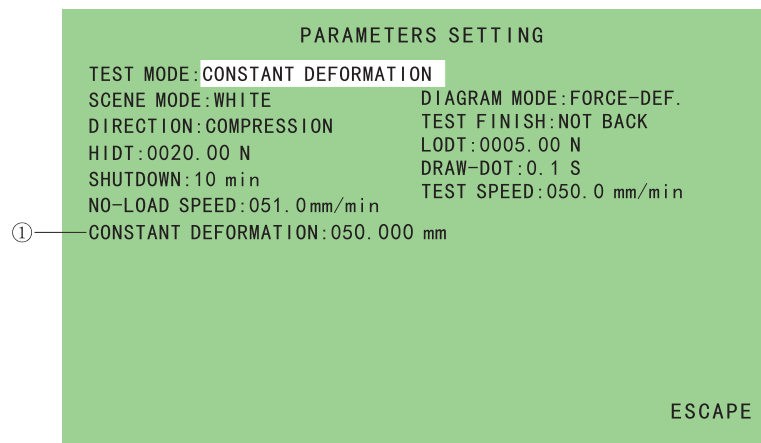 PARAMETERS SETTING
TEST MODE:CONSTANT DEFORMATION
SCENE MODE:WHITE
DIRECTION:COMPRESSION
HIDT:0020.00 N
SHUTDOWN:10 min
NO-LOAD SPEED:051.0mm/min
DIAGRAM MODE:FORCE-DEF.
TEST FINISH:NOT BACK
LODT:0005.00 N
DRAW-DOT:0.1 S
TEST SPEED:050.0 mm/min
① CONSTANT DEFORMATION:050.000 mm
ESCAPE